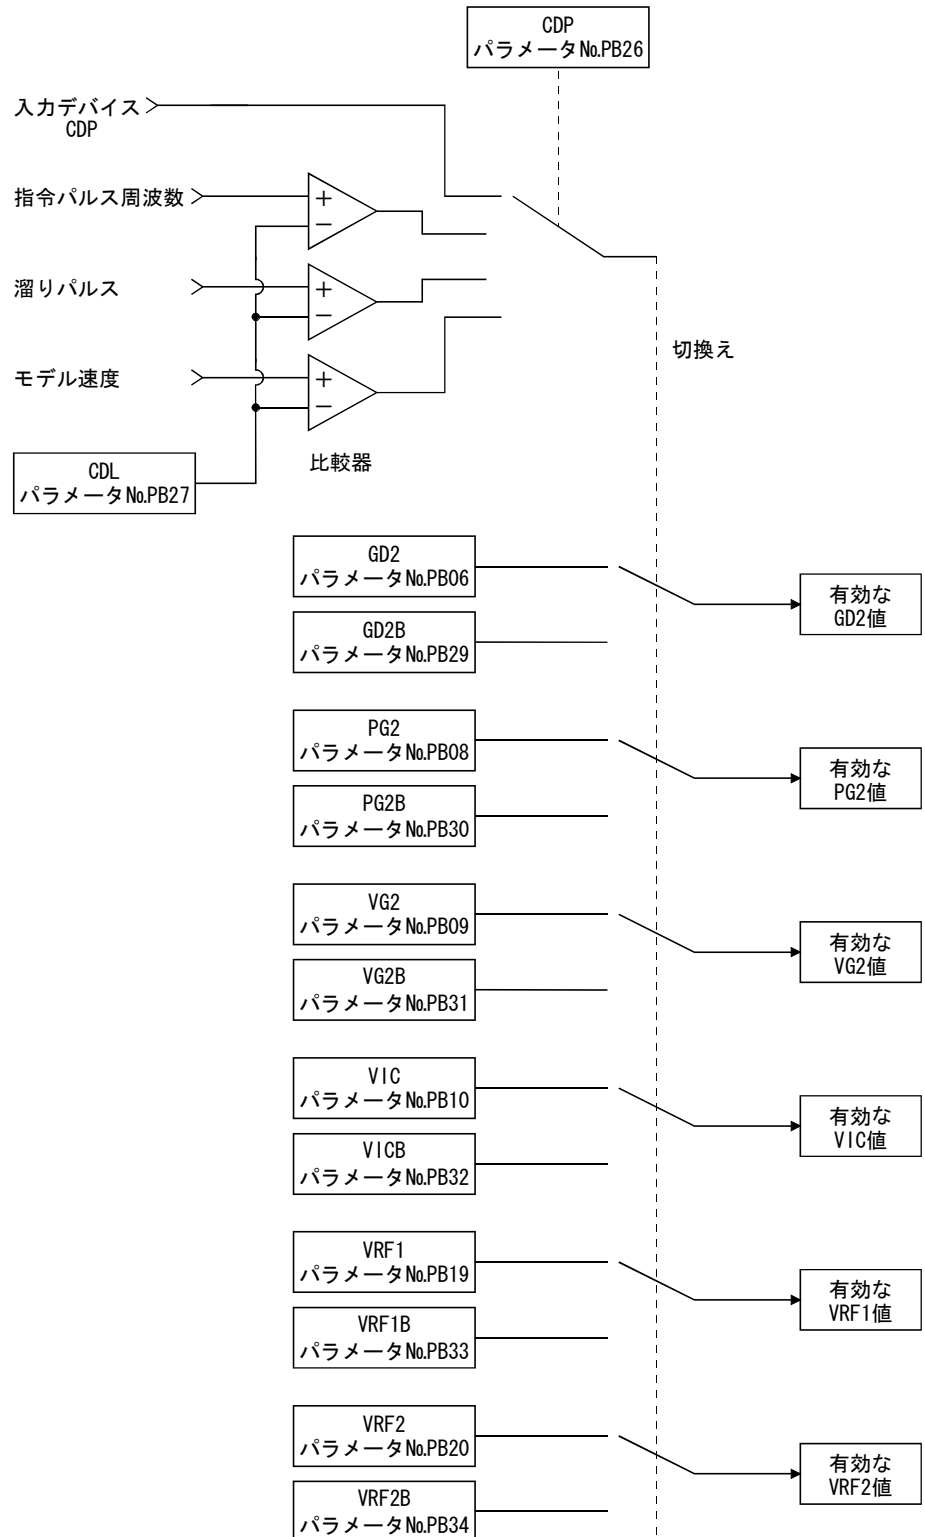 CDP
パラメータNo.PB26
入力デバイス
CDP
指令パルス周波数
+
−
溜りパルス
+
−
切換え
モデル速度
+
−
比較器
CDL
パラメータNo.PB27
GD2
パラメータNo.PB06
有効な
GD2値
GD2B
パラメータNo.PB29
PG2
パラメータNo.PB08
有効な
PG2値
PG2B
パラメータNo.PB30
VG2
パラメータNo.PB09
有効な
VG2値
VG2B
パラメータNo.PB31
VIC
パラメータNo.PB10
有効な
VIC値
VICB
パラメータNo.PB32
VRF1
パラメータNo.PB19
有効な
VRF1値
VRF1B
パラメータNo.PB33
VRF2
パラメータNo.PB20
有効な
VRF2値
VRF2B
パラメータNo.PB34